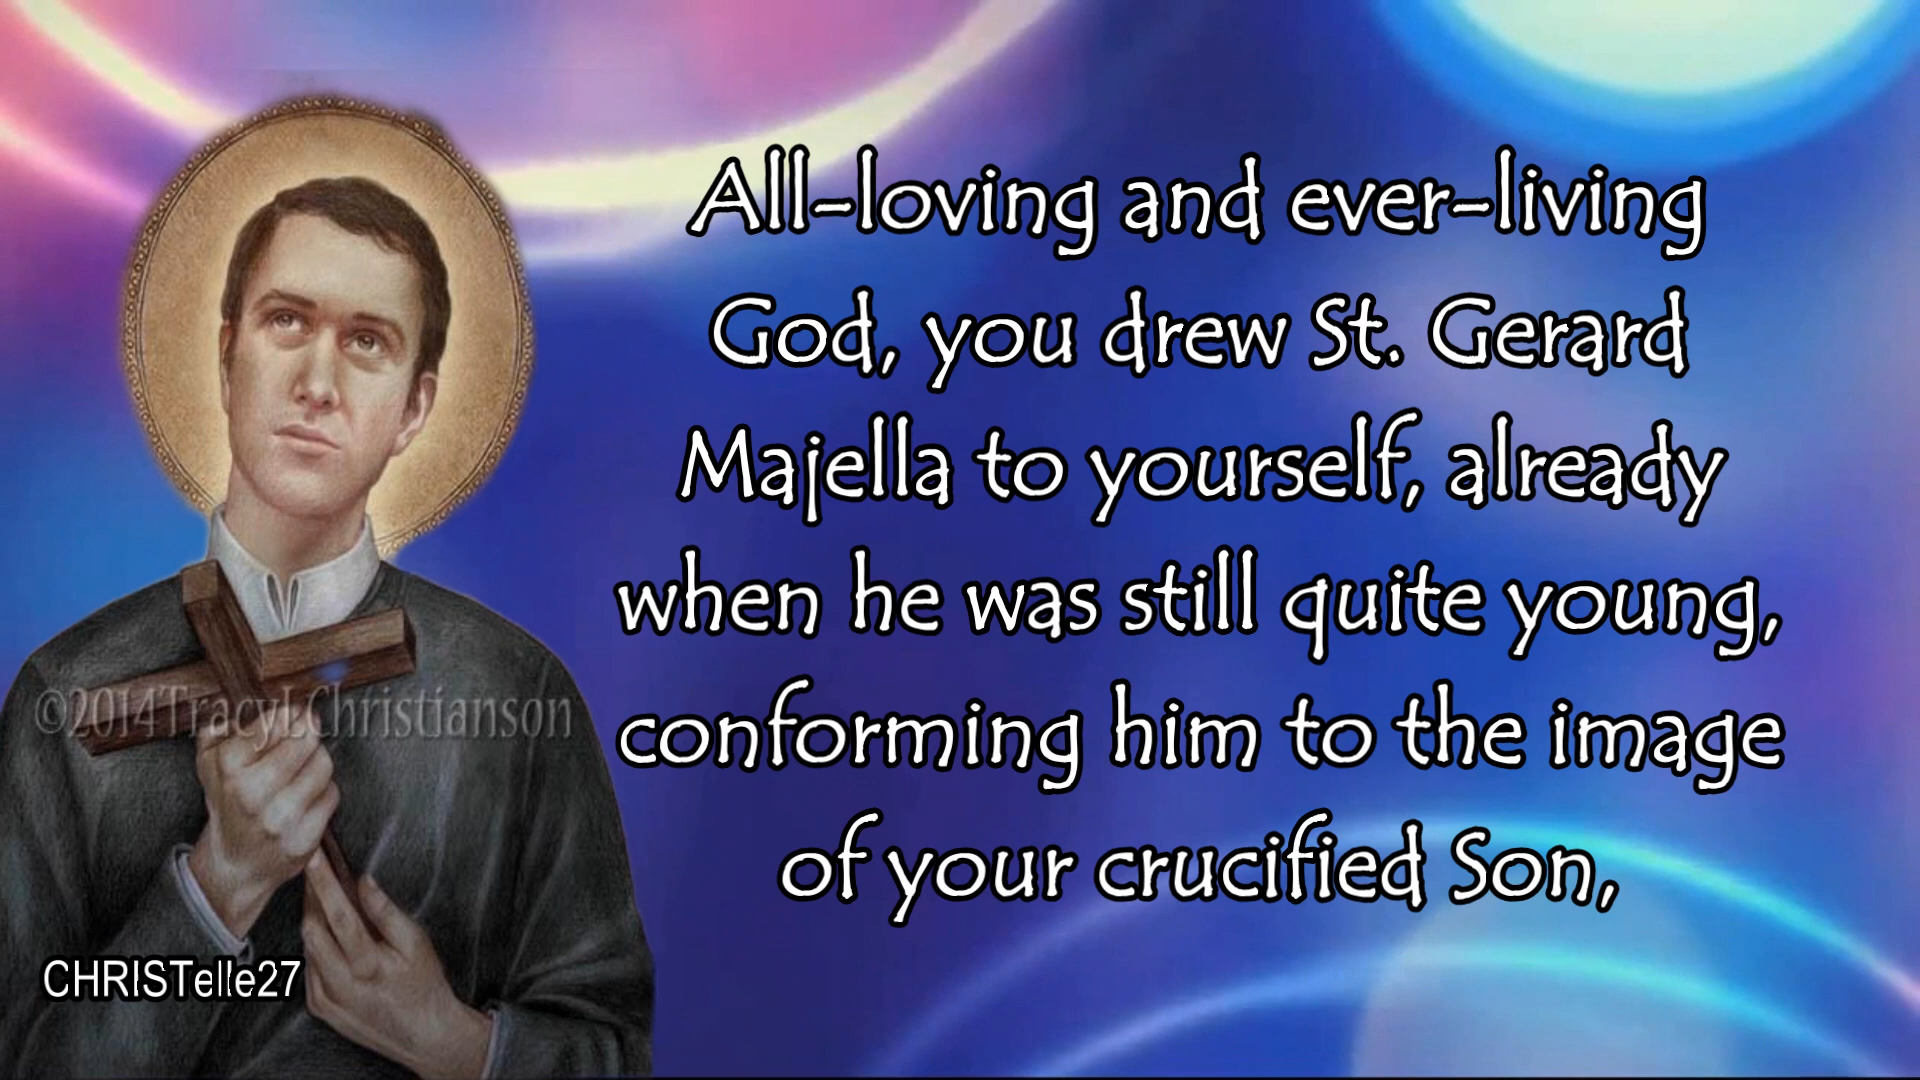 All-loving and ever-living
God, you drew St. Gerard
Majella to yourself, already
when he was still quite young,
conforming him to the image
of your crucified Son,
©2014TracyLChristianson
CHRISTelle27